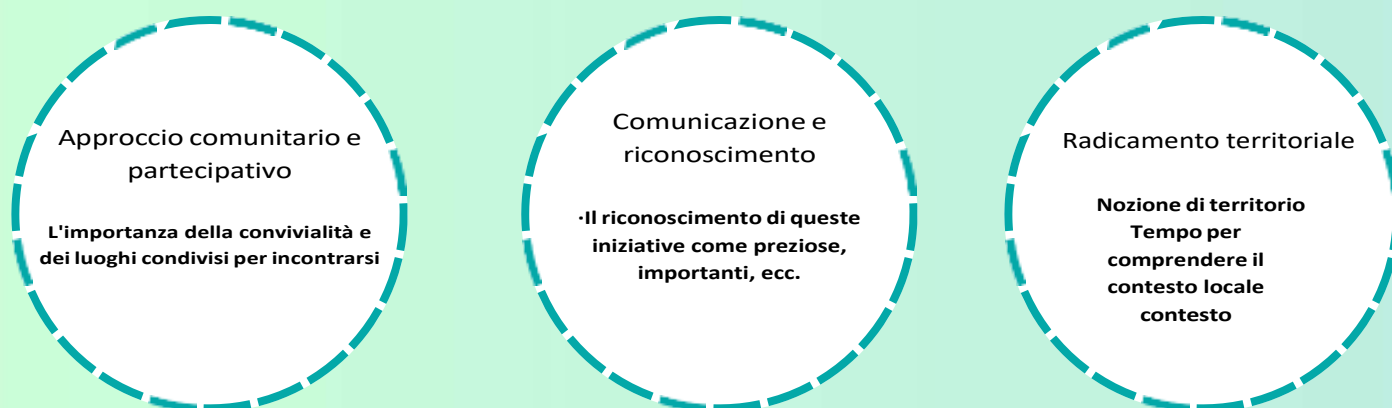 Approccio comunitario e
partecipativo
L'importanza della convivialità e
dei luoghi condivisi per incontrarsi
Comunicazione e
riconoscimento
·Il riconoscimento di queste
iniziative come preziose,
importanti, ecc.
Radicamento territoriale
Nozione di territorio
Tempo per
comprendere il
contesto locale
contesto